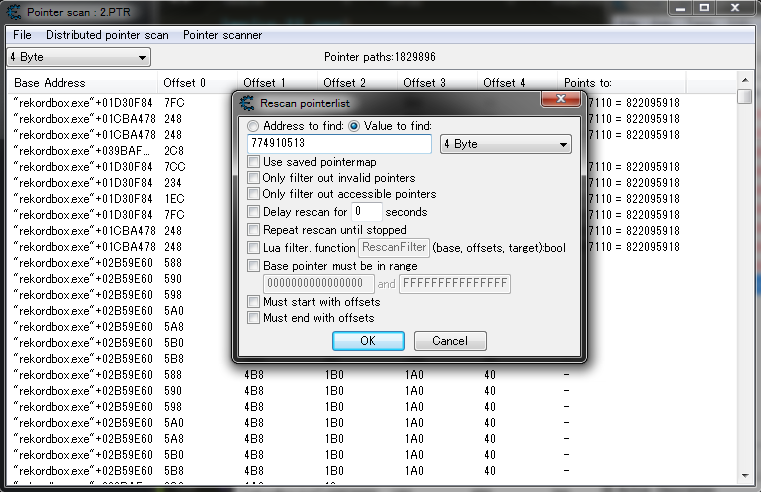 Pointer scan : 2.PTR
File Distributed pointer scan Pointer scanner
4 Byte Pointer paths:1829896
Base Address Offset 0 Offset 1 Offset 2 Offset 3 Offset 4 Points to:
"rekordbox.exe"+01D30F84 7FC 7110 = 822095918
"rekordbox.exe"+01CBA478 248 7110 = 822095918
"rekordbox.exe"+01CBA478 248 7110 = 822095918
"rekordbox.exe"+039BAF... 2C8
"rekordbox.exe"+01D30F84 7CC 7110 = 822095918
"rekordbox.exe"+01D30F84 234 7110 = 822095918
"rekordbox.exe"+01D30F84 1EC 7110 = 822095918
"rekordbox.exe"+01D30F84 7FC 7110 = 822095918
"rekordbox.exe"+01CBA478 248 7110 = 822095918
"rekordbox.exe"+01CBA478 248 7110 = 822095918
"rekordbox.exe"+02B59E60 588
"rekordbox.exe"+02B59E60 590
"rekordbox.exe"+02B59E60 598
"rekordbox.exe"+02B59E60 5A0
"rekordbox.exe"+02B59E60 5A8
"rekordbox.exe"+02B59E60 5B0
"rekordbox.exe"+02B59E60 5B8
"rekordbox.exe"+02B59E60 588 4B8 1B0 1A0 40 -
"rekordbox.exe"+02B59E60 590 4B8 1B0 1A0 40 -
"rekordbox.exe"+02B59E60 598 4B8 1B0 1A0 40 -
"rekordbox.exe"+02B59E60 5A0 4B8 1B0 1A0 40 -
"rekordbox.exe"+02B59E60 5A8 4B8 1B0 1A0 40 -
"rekordbox.exe"+02B59E60 5B0 4B8 1B0 1A0 40 -
"rekordbox.exe"+02B59E60 5B8 4B8 1B0 1A0 40 -
Rescan pointerlist
Address to find: Value to find:
774910513 4 Byte
Use saved pointermap
Only filter out invalid pointers
Only filter out accessible pointers
Delay rescan for 0 seconds
Repeat rescan until stopped
Lua filter. function RescanFilter (base, offsets, target):bool
Base pointer must be in range
0000000000000000 and FFFFFFFFFFFFFFFF
Must start with offsets
Must end with offsets
OK Cancel